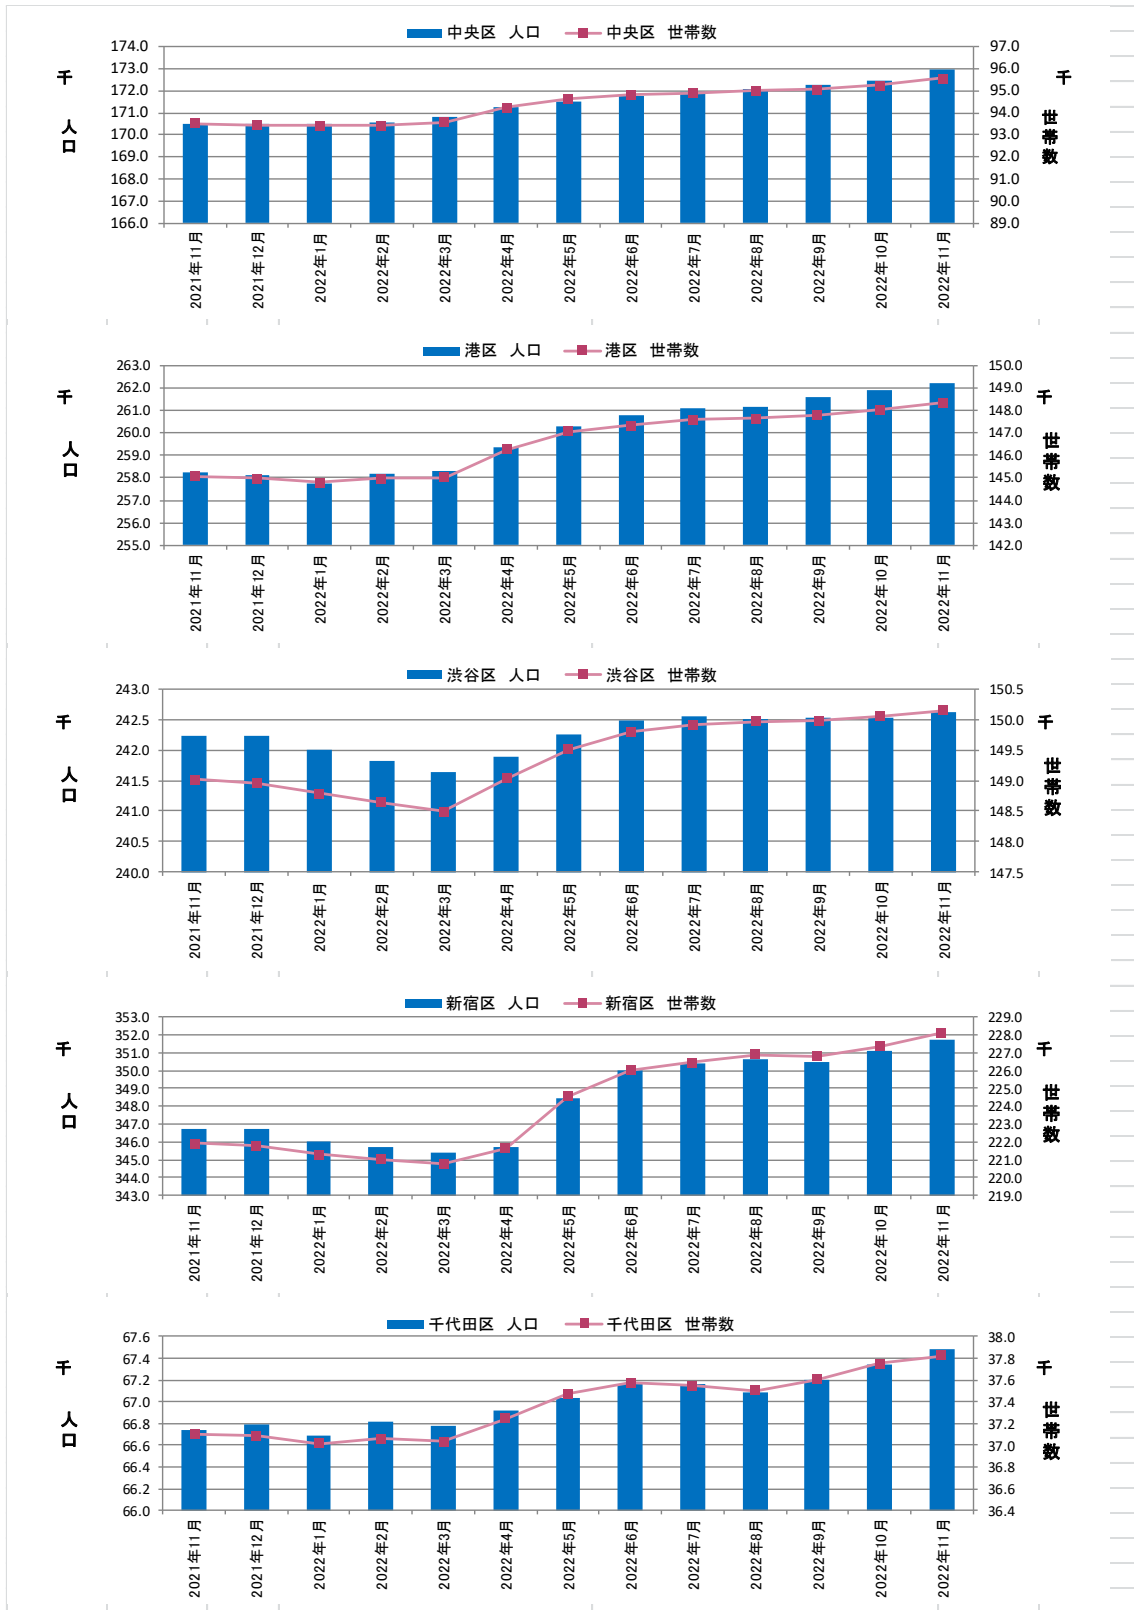 中央区 人口 中央区 世帯数
千 人口
174.0
173.0
172.0
171.0
170.0
169.0
168.0
167.0
166.0
97.0
96.0
95.0
94.0
93.0
92.0
91.0
90.0
89.0
千 世帯数
2021年11月
2021年12月
2022年1月
2022年2月
2022年3月
2022年4月
2022年5月
2022年6月
2022年7月
2022年8月
2022年9月
2022年10月
2022年11月
港区 人口 港区 世帯数
千 人口
263.0
262.0
261.0
260.0
259.0
258.0
257.0
256.0
255.0
150.0
149.0
148.0
147.0
146.0
145.0
144.0
143.0
142.0
千 世帯数
2021年11月
2021年12月
2022年1月
2022年2月
2022年3月
2022年4月
2022年5月
2022年6月
2022年7月
2022年8月
2022年9月
2022年10月
2022年11月
渋谷区 人口 渋谷区 世帯数
千 人口
243.0
242.5
242.0
241.5
241.0
240.5
240.0
150.5
150.0
149.5
149.0
148.5
148.0
147.5
千 世帯数
2021年11月
2021年12月
2022年1月
2022年2月
2022年3月
2022年4月
2022年5月
2022年6月
2022年7月
2022年8月
2022年9月
2022年10月
2022年11月
新宿区 人口 新宿区 世帯数
千 人口
353.0
352.0
351.0
350.0
349.0
348.0
347.0
346.0
345.0
344.0
343.0
229.0
228.0
227.0
226.0
225.0
224.0
223.0
222.0
221.0
220.0
219.0
千 世帯数
2021年11月
2021年12月
2022年1月
2022年2月
2022年3月
2022年4月
2022年5月
2022年6月
2022年7月
2022年8月
2022年9月
2022年10月
2022年11月
千代田区 人口 千代田区 世帯数
千 人口
67.6
67.4
67.2
67.0
66.8
66.6
66.4
66.2
66.0
38.0
37.8
37.6
37.4
37.2
37.0
36.8
36.6
36.4
千 世帯数
2021年11月
2021年12月
2022年1月
2022年2月
2022年3月
2022年4月
2022年5月
2022年6月
2022年7月
2022年8月
2022年9月
2022年10月
2022年11月